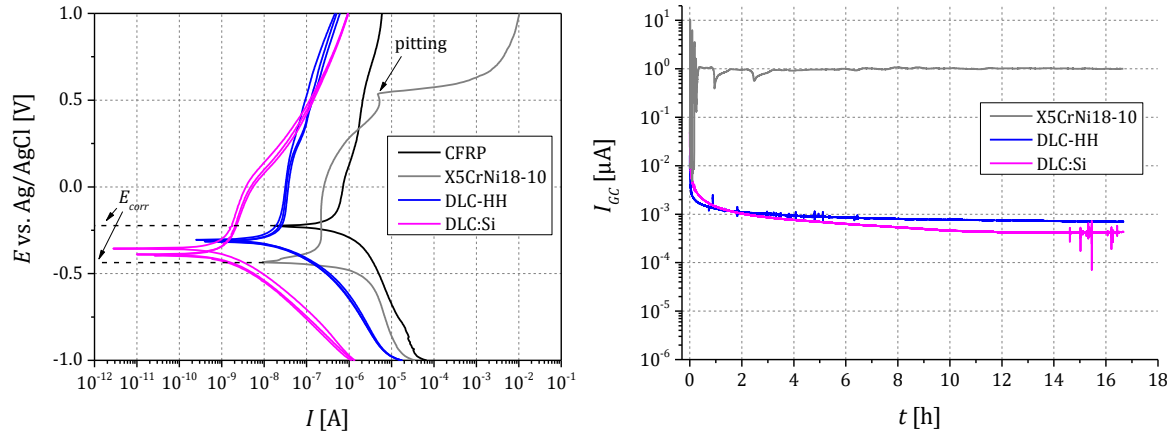 E vs. Ag/AgCl [V]
1.0
0.5
0.0
-0.5
-1.0
pitting
E_corr
CFRP
X5CrNi18-10
DLC-HH
DLC:Si
10^-12 10^-11 10^-10 10^-9 10^-8 10^-7 10^-6 10^-5 10^-4 10^-3 10^-2 10^-1
I [A]
I_GC [µA]
10^1
10^0
10^-1
10^-2
10^-3
10^-4
10^-5
10^-6
X5CrNi18-10
DLC-HH
DLC:Si
0 2 4 6 8 10 12 14 16 18
t [h]